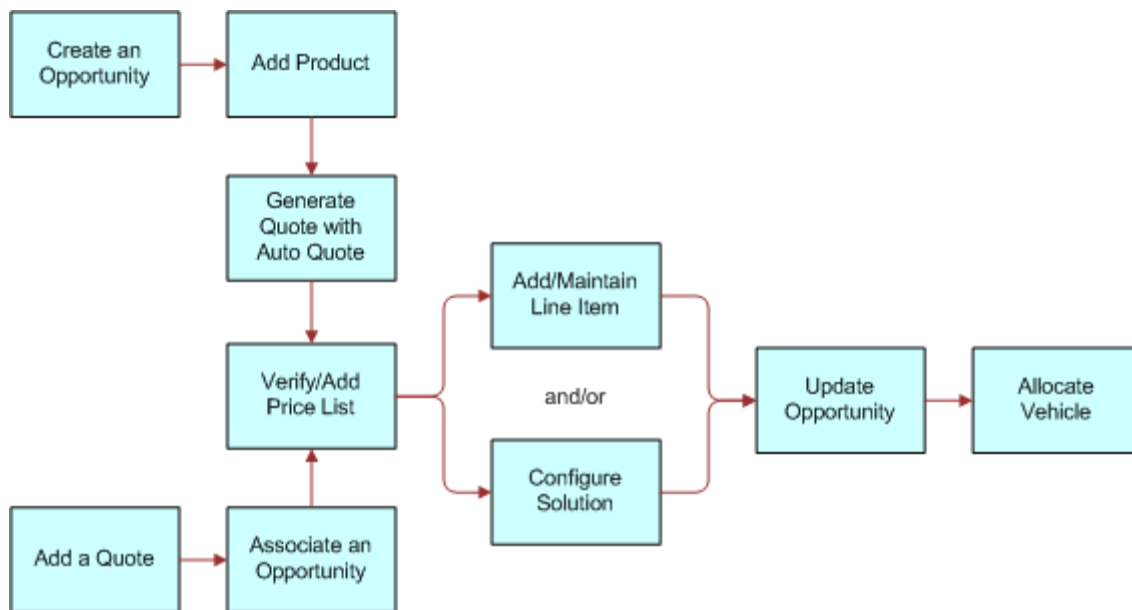 Create an
Opportunity
Add Product
Generate
Quote with
Auto Quote
Add/Maintain
Line Item
Verify/Add
Price List
and/or
Update
Opportunity
Allocate
Vehicle
Configure
Solution
Add a Quote
Associate an
Opportunity